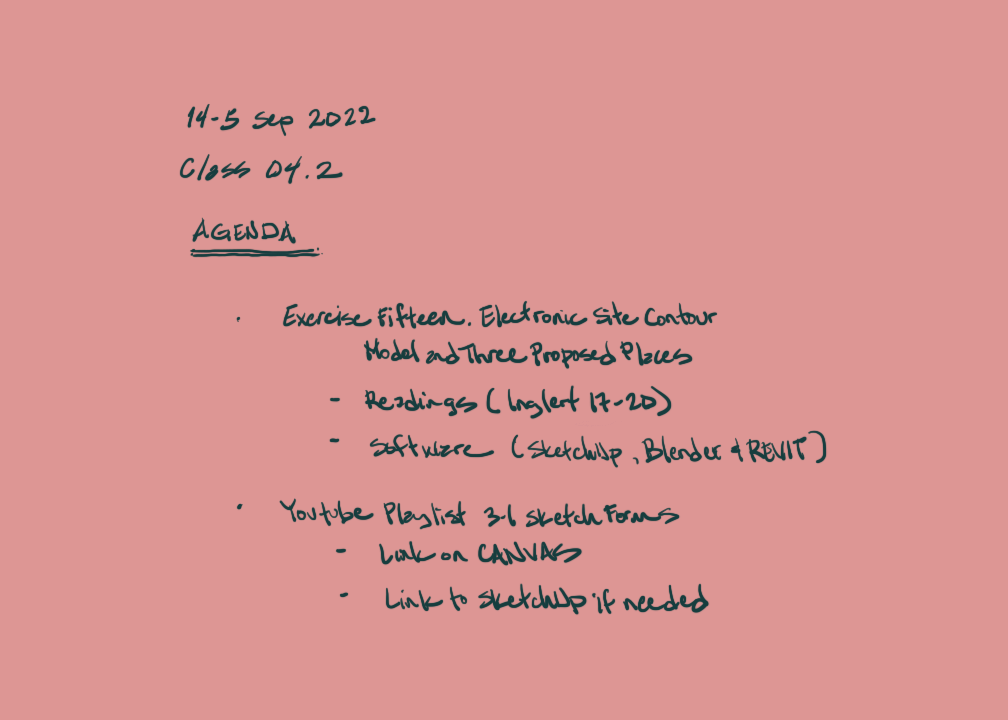 14-5 Sep 2022
Class 04.2
AGENDA
· Exercise Fifteen. Electronic Site Contour
Model and Three Proposed Places
- Readings (Inglert 17-20)
- Software (SketchUp, Blender & REVIT)
· Youtube Playlist 3-1 Sketch Forms
- Link on CANVAS
- Link to SketchUp if needed